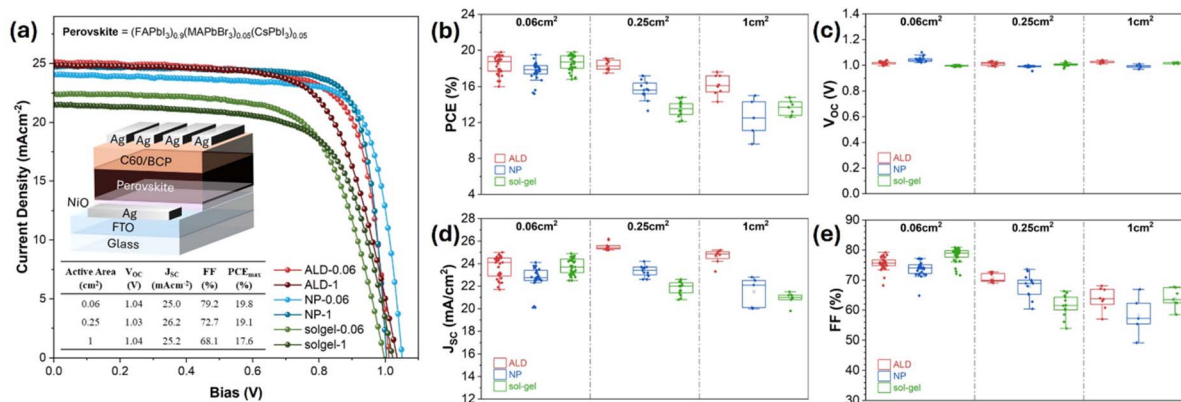 (a)
Perovskite = (FAPbI₃)₀.₉(MAPbBr₃)₀.₀₅(CsPbI₃)₀.₀₅
Current Density (mAcm⁻²)
30
25
20
15
10
5
0
Ag Ag Ag Ag
C60/BCP
Perovskite
NiO
Ag
FTO
Glass
Active Area (cm²) V_OC (V) J_SC (mAcm⁻²) FF (%) PCE_max (%)
0.06 1.04 25.0 79.2 19.8
0.25 1.03 26.2 72.7 19.1
1 1.04 25.2 68.1 17.6
ALD-0.06
ALD-1
NP-0.06
NP-1
solgel-0.06
solgel-1
0.0 0.2 0.4 0.6 0.8 1.0 1.2
Bias (V)
(b)
0.06cm² 0.25cm² 1cm²
PCE (%)
24
20
16
12
8
4
0
ALD
NP
sol-gel
(c)
0.06cm² 0.25cm² 1cm²
V_OC (V)
1.4
1.2
1.0
0.8
0.6
0.4
0.2
0.0
ALD
NP
sol-gel
(d)
0.06cm² 0.25cm² 1cm²
J_SC (mA/cm²)
28
26
24
22
20
18
16
14
12
ALD
NP
sol-gel
(e)
0.06cm² 0.25cm² 1cm²
FF (%)
90
80
70
60
50
40
30
ALD
NP
sol-gel